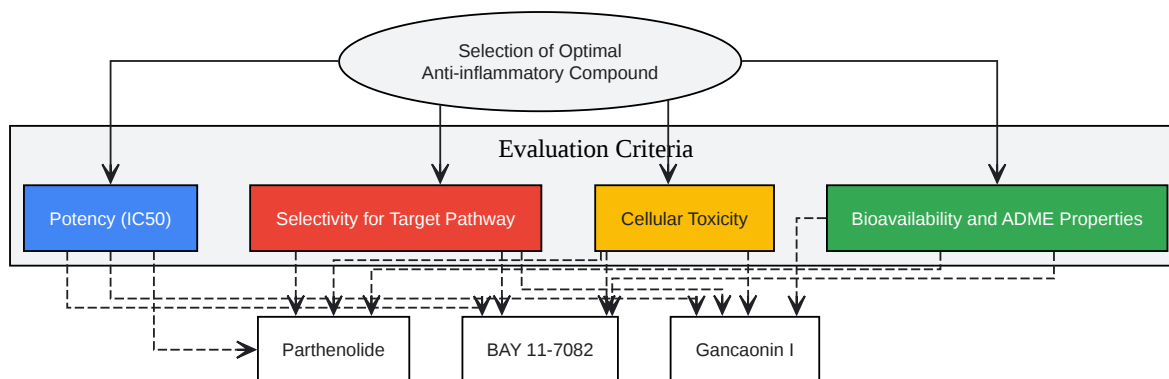 Selection of Optimal
Anti-inflammatory Compound
Evaluation Criteria
Potency (IC50)
Selectivity for Target Pathway
Cellular Toxicity
Bioavailability and ADME Properties
Parthenolide
BAY 11-7082
Gancaonin I